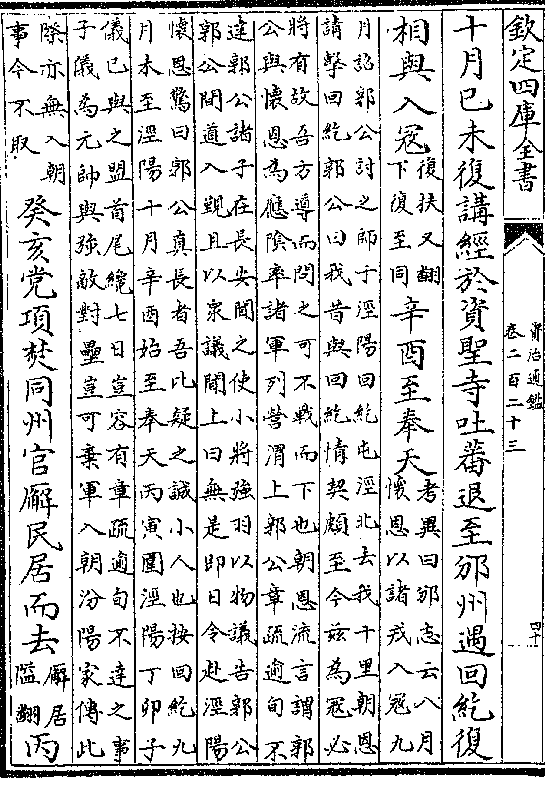 欽定四庫全書
資治通鑑
卷二百二十三
四十
十月己未復講經於資聖寺吐蕃退至邠州遇回紇復
相與入冦
復扶又翻
下復至同
辛酉至奉天
考異曰邠志云八月
懷恩以諸戎入冦九
月詔郭公討之師于涇陽回紇屯涇北去我十里朝恩
請擊回紇郭公曰我昔與回紇情契頗至今兹為冦必
將有故吾方導而問之可不戰而下也朝恩流言謂郭
公與懷恩為應陰率諸軍列營渭上郭公章疏逾旬不
達郭公諸子在長安聞之使小將強羽以物議告郭公
郭公間道入覲且以衆議聞上曰無是即日令赴涇陽
懷恩驚曰郭公真長者吾比疑之誠小人也按回紇九
月未至涇陽十月辛酉始至奉天丙寅圍涇陽丁卯子
儀已與之盟首尾纔七日豈容有章疏逾旬不達之事
子儀為元帥與強敵對壘豈可棄軍入朝汾陽家傳此
際亦無入朝
事今不取
癸亥党項焚同州官廨民居而去
廨居
隘翻
丙